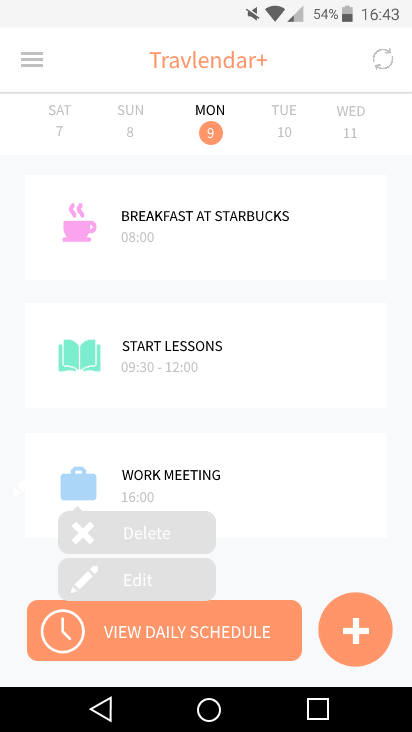 54% 16:43
Travlendar+
SAT SUN MON TUE WED
7 8 9 10 11
BREAKFAST AT STARBUCKS
08:00
START LESSONS
09:30 - 12:00
WORK MEETING
16:00
Delete
Edit
VIEW DAILY SCHEDULE